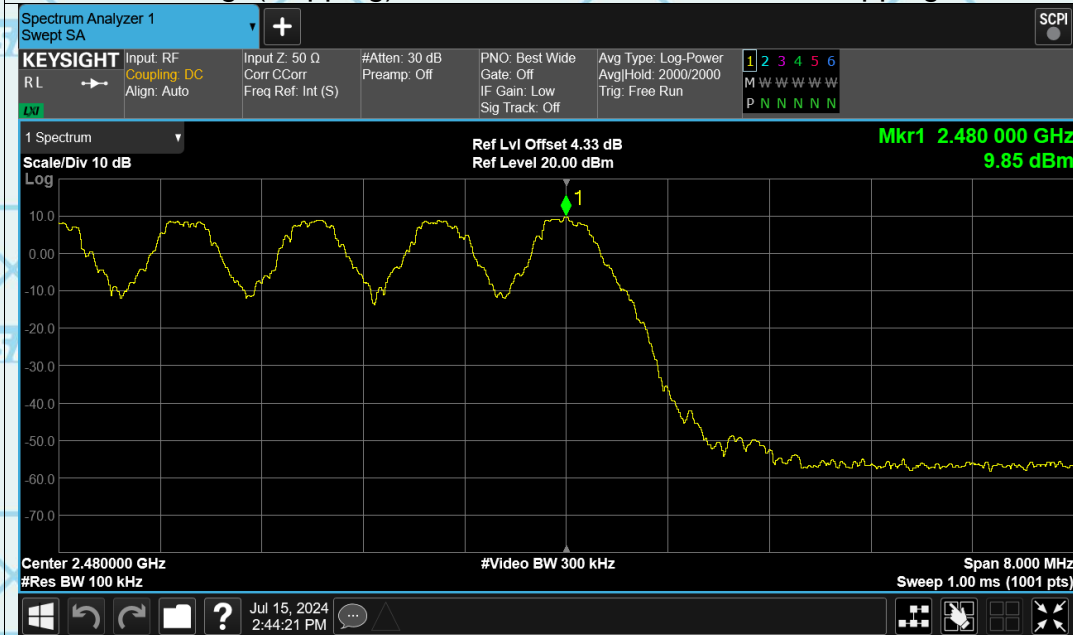 Spectrum Analyzer 1
Swept SA
+
SCPI
KEYSIGHT
RL
LXI
Input: RF
Coupling: DC
Align: Auto
Input Z: 50 Ω
Corr CCorr
Freq Ref: Int (S)
#Atten: 30 dB
Preamp: Off
PNO: Best Wide
Gate: Off
IF Gain: Low
Sig Track: Off
Avg Type: Log-Power
Avg|Hold: 2000/2000
Trig: Free Run
1 2 3 4 5 6
M W W W W W
P N N N N N
1 Spectrum
Scale/Div 10 dB
Log
Ref Lvl Offset 4.33 dB
Ref Level 20.00 dBm
Mkr1 2.480 000 GHz
9.85 dBm
1
10.0
0.00
-10.0
-20.0
-30.0
-40.0
-50.0
-60.0
-70.0
Center 2.480000 GHz
#Res BW 100 kHz
#Video BW 300 kHz
Span 8.000 MHz
Sweep 1.00 ms (1001 pts)
?
Jul 15, 2024
2:44:21 PM